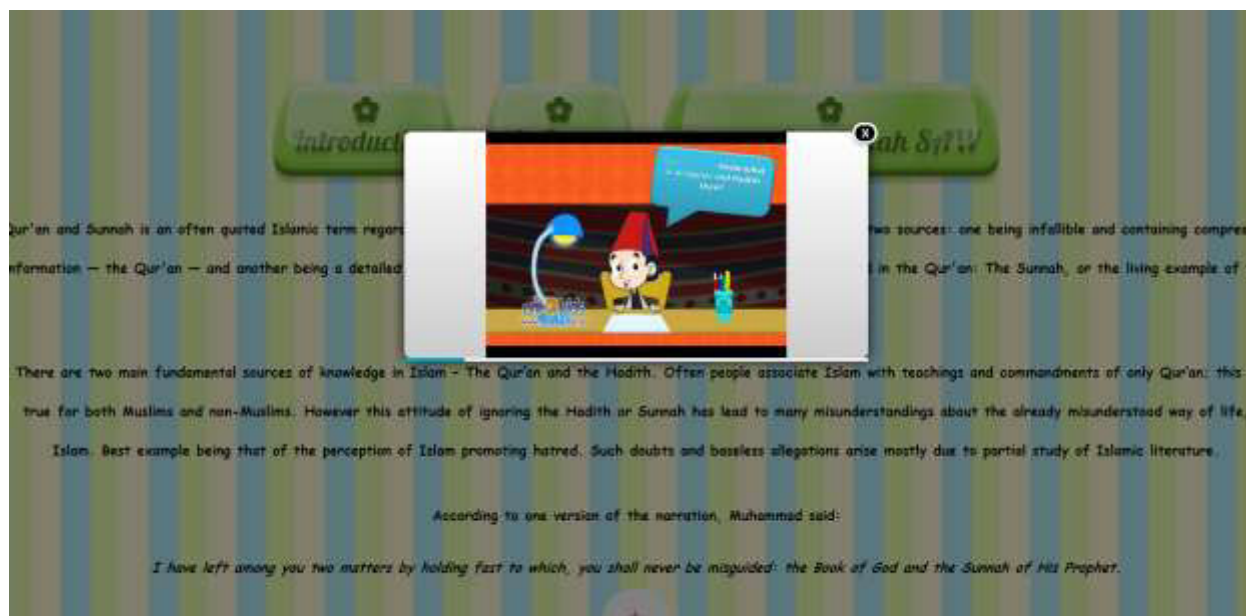 Introduct
ah SAW
Qur'an and Sunnah is an often quoted Islamic term regar two sources: one being infallible and containing compres
nformation — the Qur'an — and another being a detailed in the Qur'an: The Sunnah, or the living example of
There are two main fundamental sources of knowledge in Islam - The Qur'an and the Hadith. Often people associate Islam with teachings and commandments of only Qur'an; this
true for both Muslims and non-Muslims. However this attitude of ignoring the Hadith or Sunnah has lead to many misunderstandings about the already misunderstood way of life,
Islam. Best example being that of the perception of Islam promoting hatred. Such doubts and baseless allegations arise mostly due to partial study of Islamic literature.
According to one version of the narration, Muhammad said:
I have left among you two matters by holding fast to which, you shall never be misguided: the Book of God and the Sunnah of His Prophet.